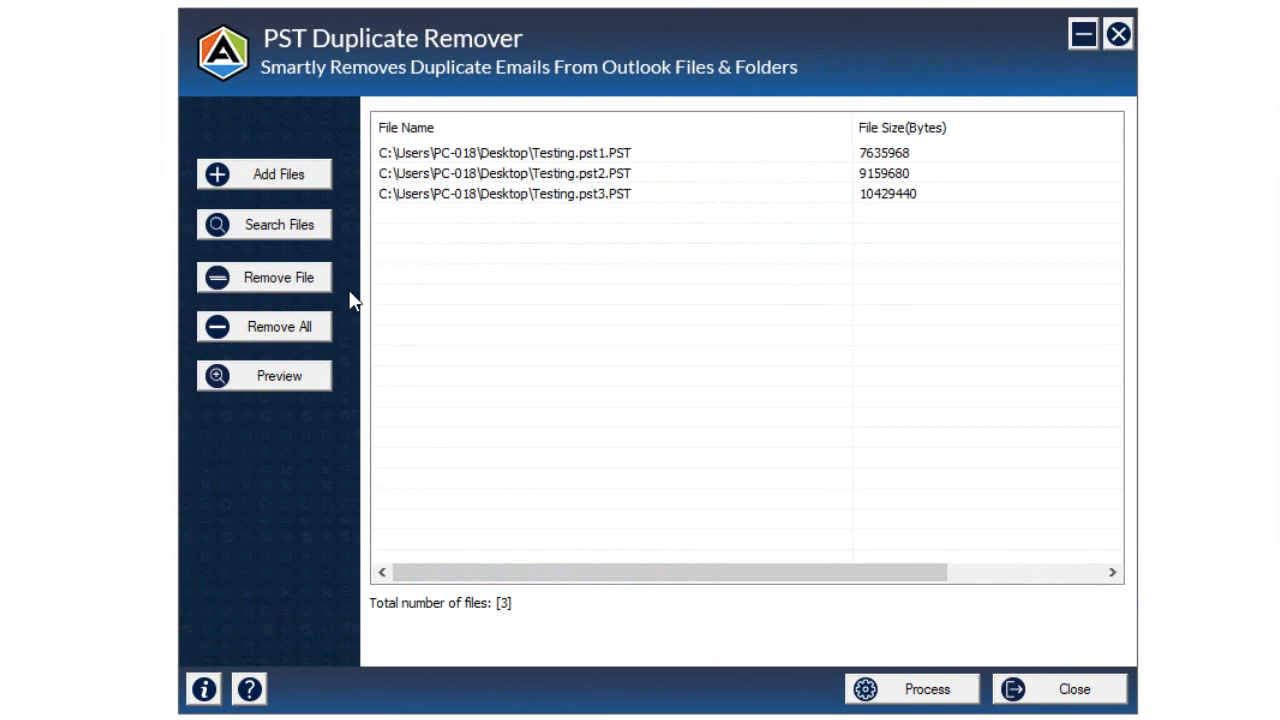 PST Duplicate Remover
Smartly Removes Duplicate Emails From Outlook Files & Folders
Add Files
Search Files
Remove File
Remove All
Preview
File Name File Size(Bytes)
C:\Users\PC-018\Desktop\Testing.pst1.PST 7635968
C:\Users\PC-018\Desktop\Testing.pst2.PST 9159680
C:\Users\PC-018\Desktop\Testing.pst3.PST 10429440
Total number of files: [3]
Process Close